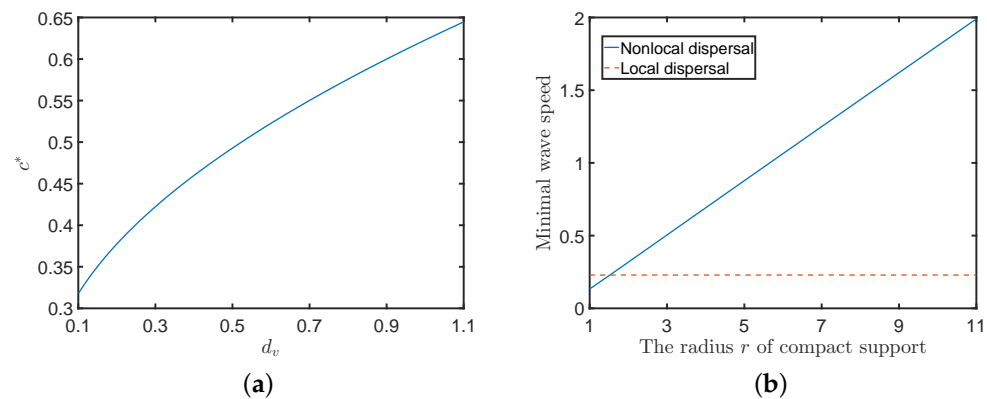 0.65
0.6
0.55
0.5
0.45
0.4
0.35
0.3
c*
0.1 0.3 0.5 0.7 0.9 1.1
d_v
(a)
2
1.5
1
0.5
0
Minimal wave speed
Nonlocal dispersal
Local dispersal
1 3 5 7 9 11
The radius r of compact support
(b)